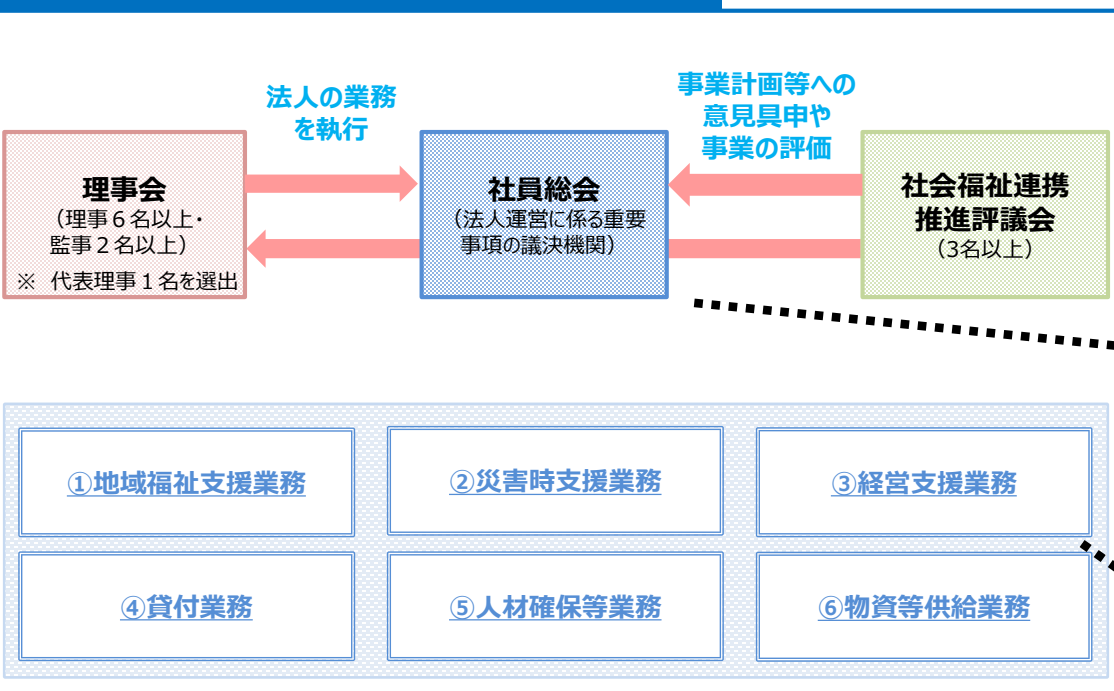 法人の業務
を執行
事業計画等への
意見具申や
事業の評価
理事会
（理事６名以上・
監事２名以上）
※　代表理事１名を選出
社員総会
（法人運営に係る重要
事項の議決機関）
社会福祉連携
推進評議会
（3名以上）
①地域福祉支援業務
②災害時支援業務
③経営支援業務
④貸付業務
⑤人材確保等業務
⑥物資等供給業務